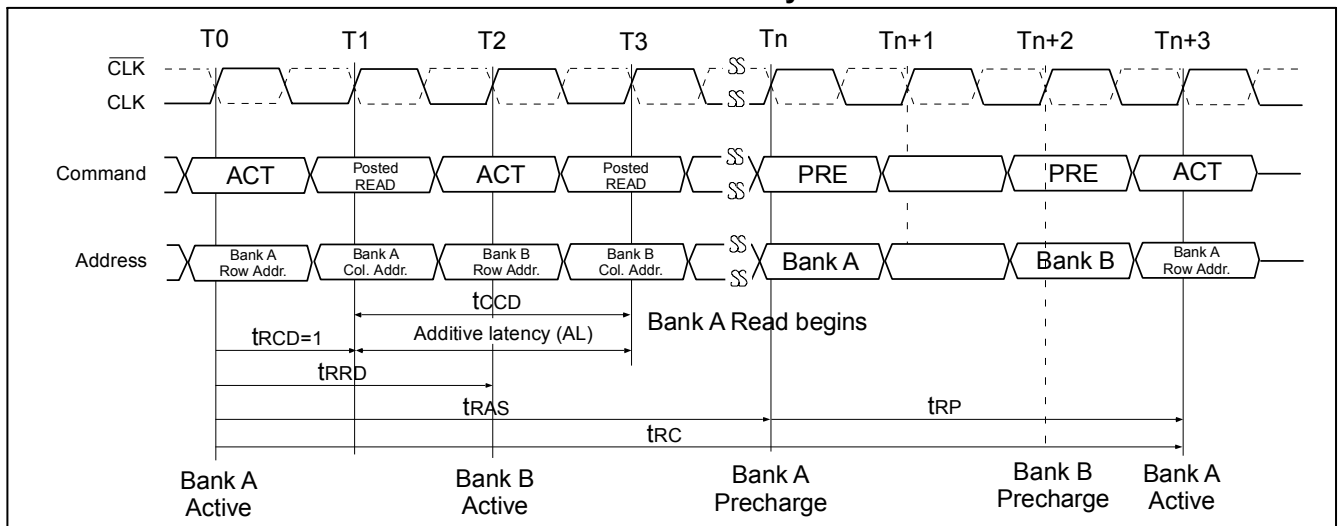 T0 T1 T2 T3 Tn Tn+1 Tn+2 Tn+3
CLK
CLK
Command ACT Posted READ ACT Posted READ PRE PRE ACT
Address Bank A Row Addr. Bank A Col. Addr. Bank B Row Addr. Bank B Col. Addr. Bank A Bank B Bank A Row Addr.
tCCD
Bank A Read begins
tRCD=1 Additive latency (AL)
tRRD
tRAS tRP
tRC
Bank A Active
Bank B Active
Bank A Precharge
Bank B Precharge
Bank A Active